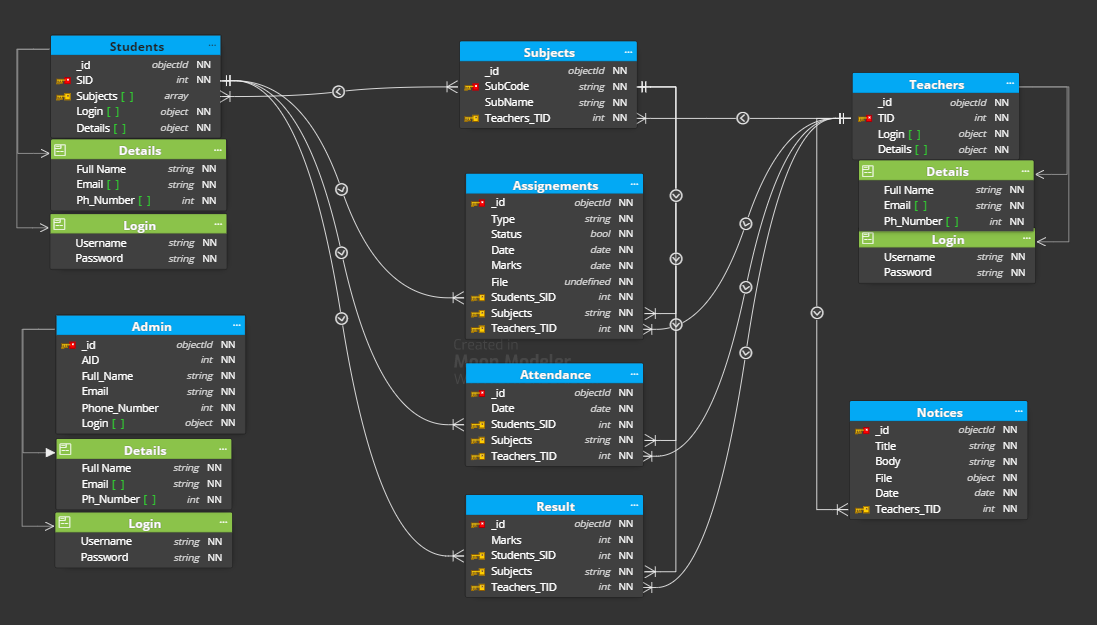 Students ...
_id objectId NN
SID int NN
Subjects [ ] array
Login [ ] object NN
Details [ ] object NN
Details ...
Full Name string NN
Email [ ] string NN
Ph_Number [ ] int NN
Login ...
Username string NN
Password string NN
Admin ...
_id objectId NN
AID int NN
Full_Name string NN
Email string NN
Phone_Number int NN
Login [ ] object NN
Details ...
Full Name string NN
Email [ ] string NN
Ph_Number [ ] int NN
Login ...
Username string NN
Password string NN
Subjects ...
_id objectId NN
SubCode string NN
SubName string NN
Teachers_TID int NN
Assignements ...
_id objectId NN
Type string NN
Status bool NN
Date date NN
Marks date NN
File undefined NN
Students_SID int NN
Subjects string NN
Teachers_TID int NN
Created in
Moon Modeler
Attendance ...
_id objectId NN
Date date NN
Students_SID int NN
Subjects string NN
Teachers_TID int NN
Result ...
_id objectId NN
Marks int NN
Students_SID int NN
Subjects string NN
Teachers_TID int NN
Teachers ...
_id objectId NN
TID int NN
Login [ ] object NN
Details [ ] object NN
Details ...
Full Name string NN
Email [ ] string NN
Ph_Number [ ] int NN
Login ...
Username string NN
Password string NN
Notices ...
_id objectId NN
Title string NN
Body string NN
File object NN
Date date NN
Teachers_TID int NN